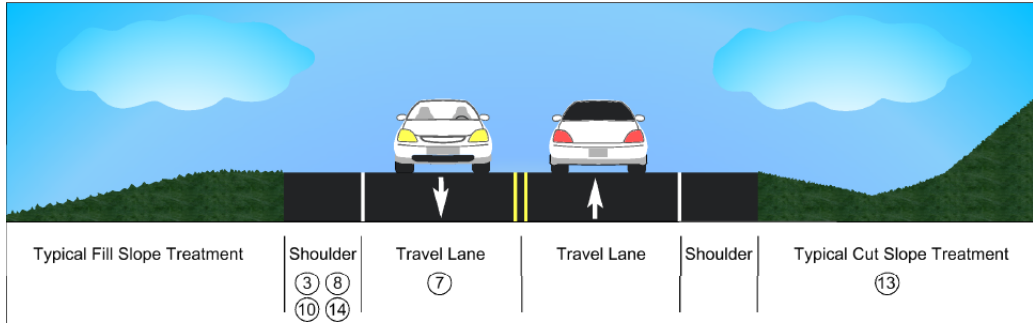 Typical Fill Slope Treatment
Shoulder
3 8
10 14
Travel Lane
7
Travel Lane
Shoulder
Typical Cut Slope Treatment
13